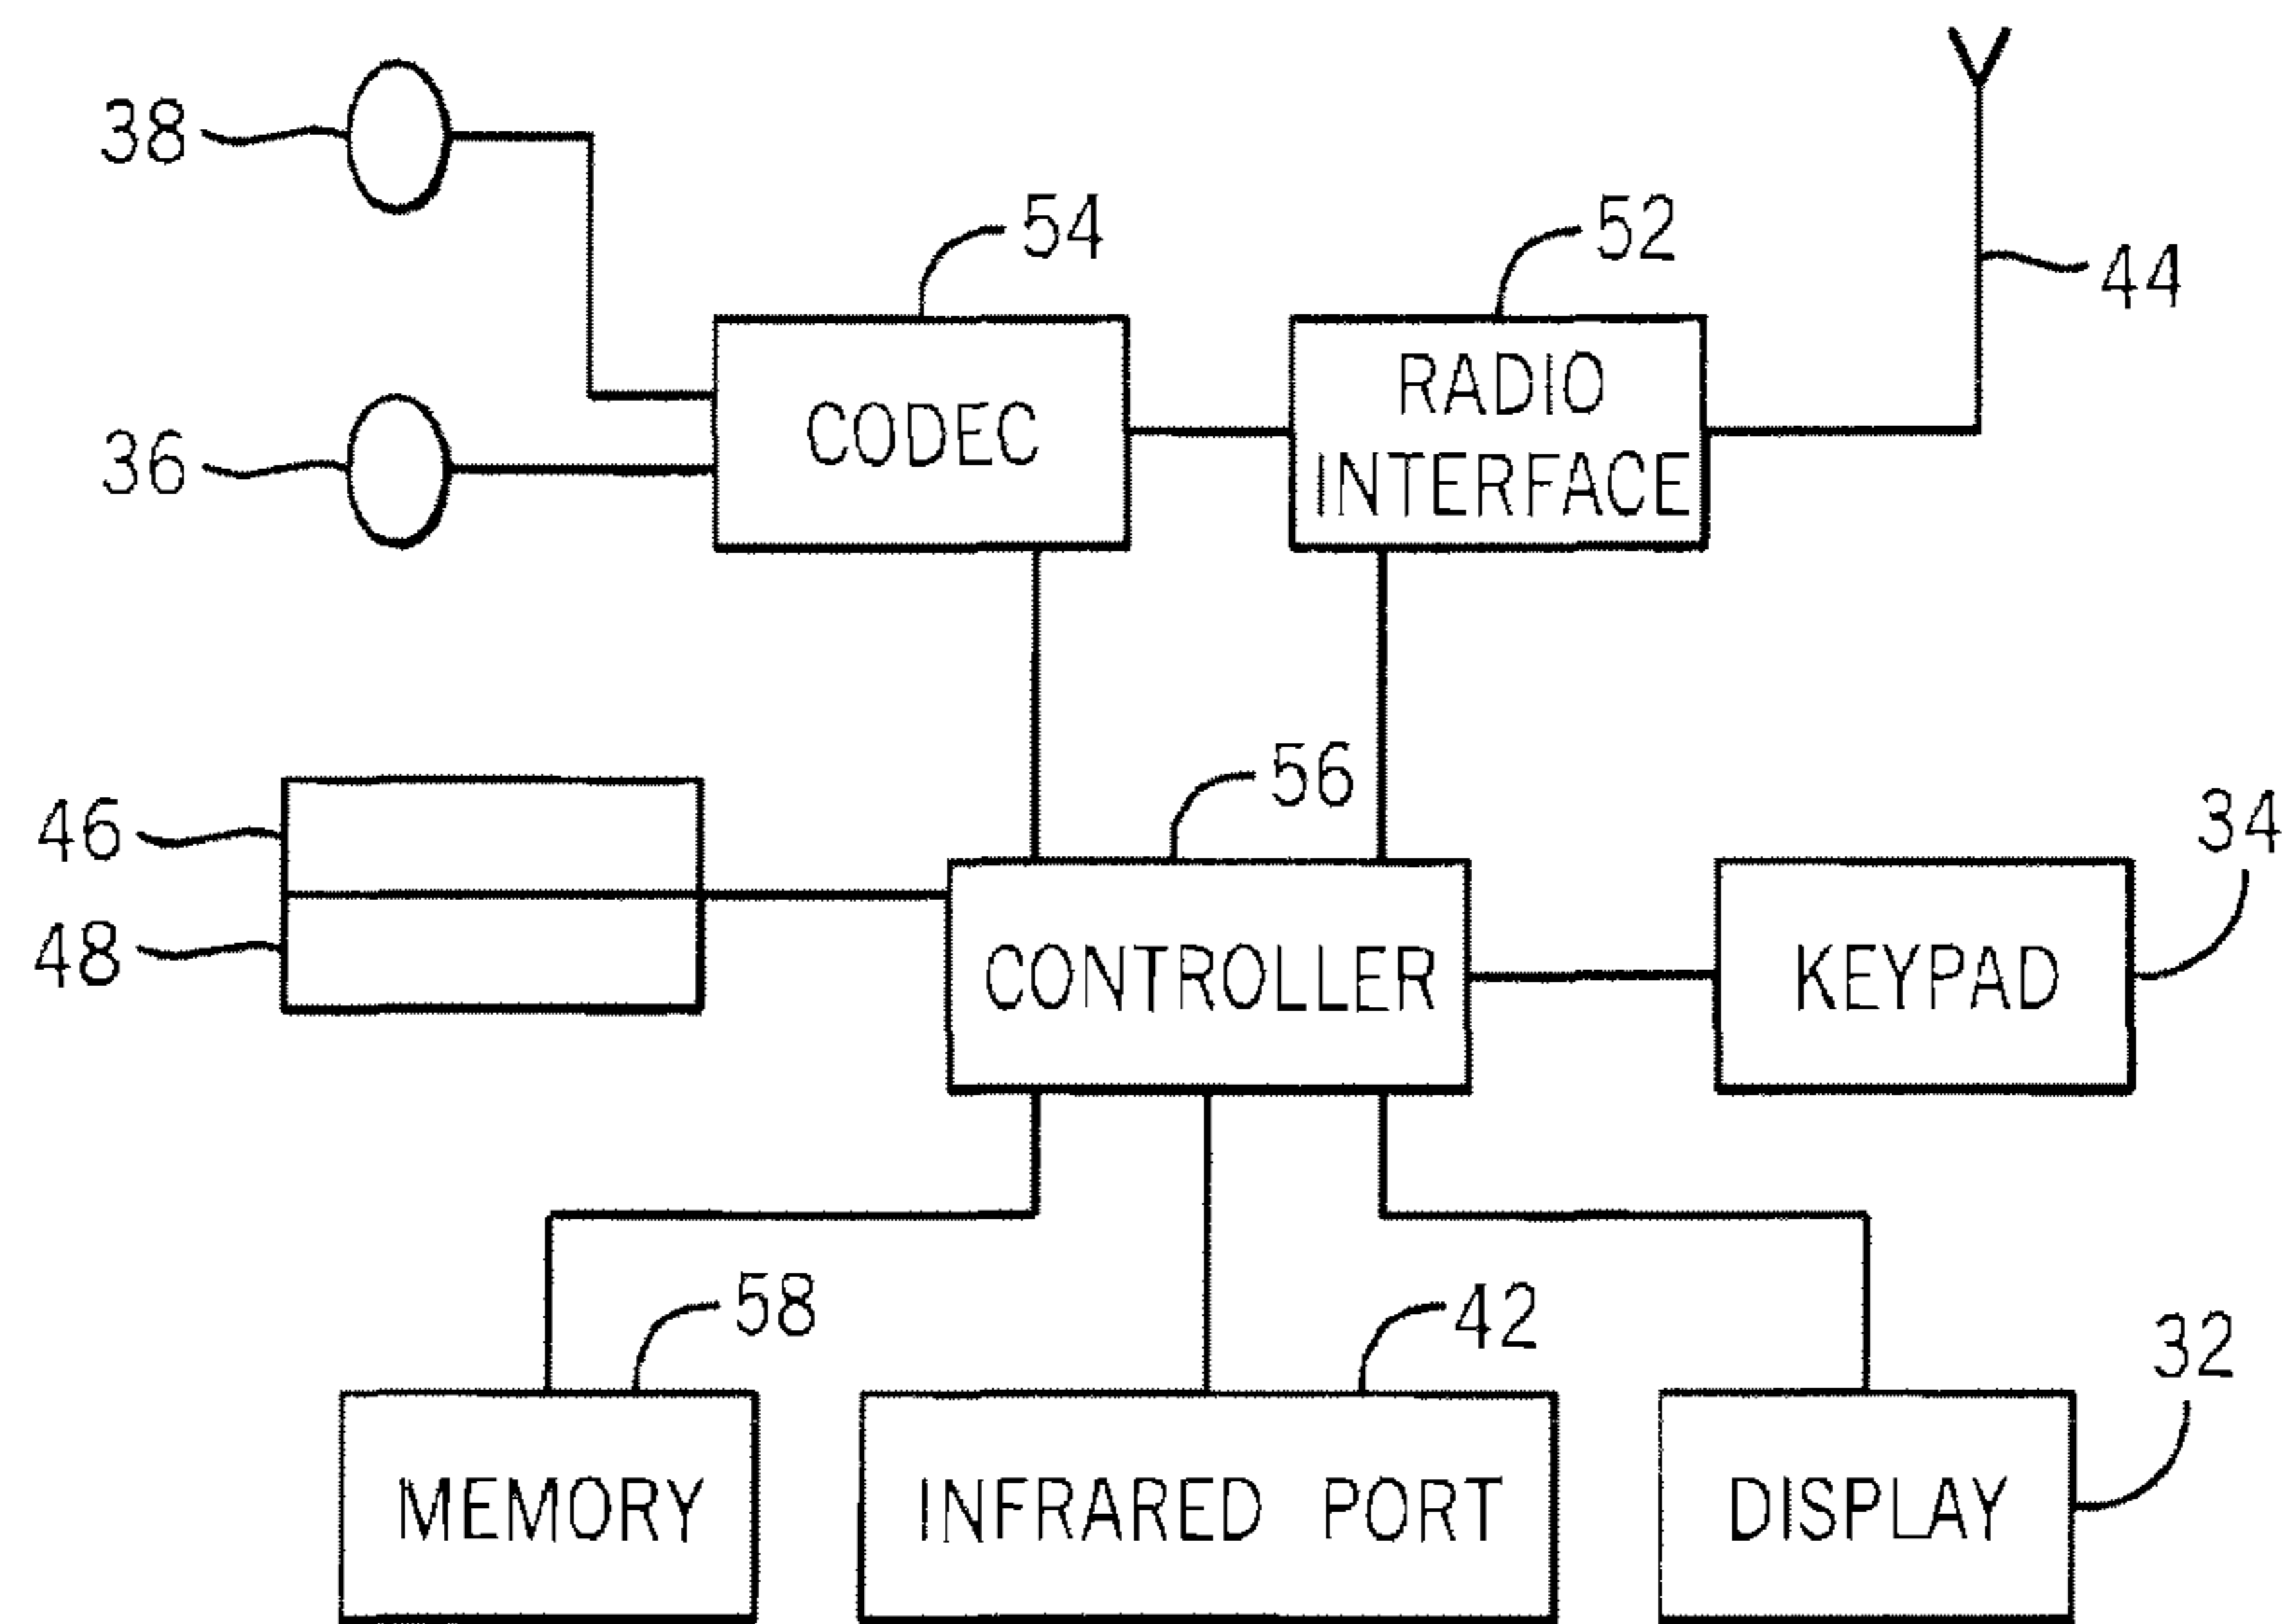 38
54
52
44
CODEC
RADIO
INTERFACE
36
56
46
48
34
CONTROLLER
KEYPAD
58
42
32
MEMORY
INFRARED PORT
DISPLAY